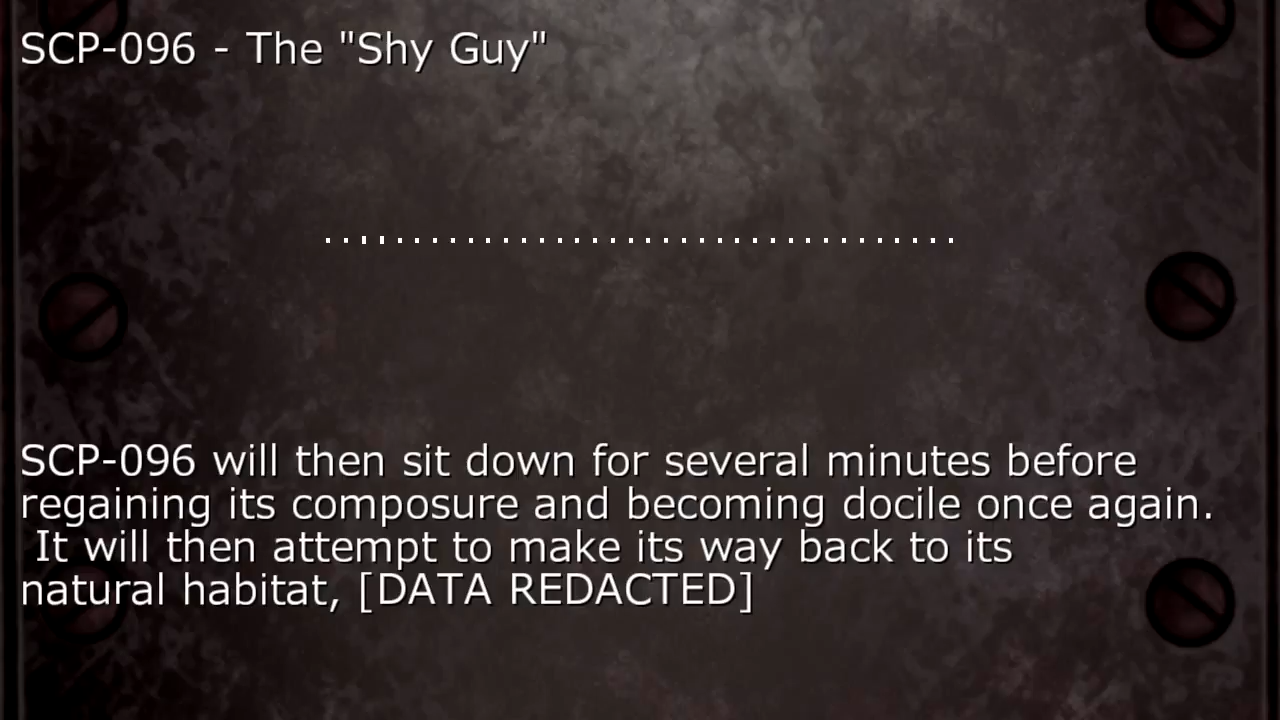 SCP-096 - The "Shy Guy"
SCP-096 will then sit down for several minutes before
regaining its composure and becoming docile once again.
It will then attempt to make its way back to its
natural habitat, [DATA REDACTED]